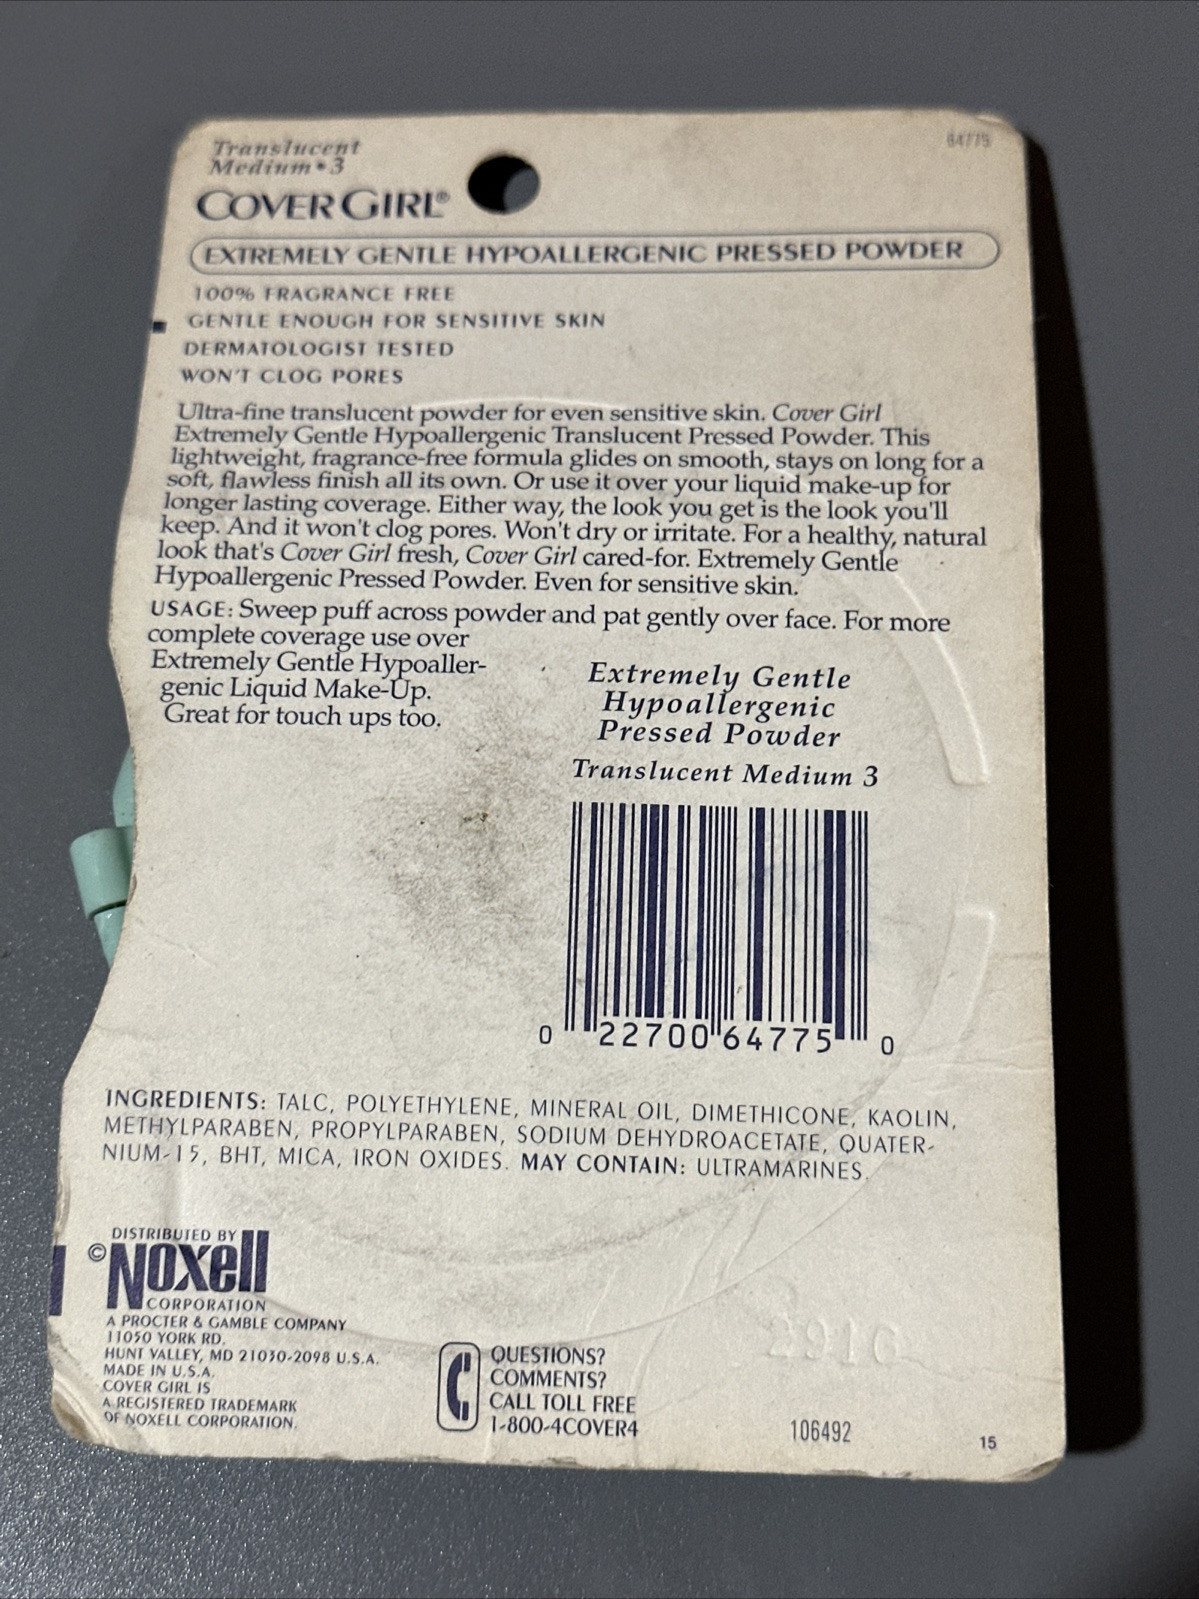 Translucent
Medium • 3
64775
COVER GIRL®
EXTREMELY GENTLE HYPOALLERGENIC PRESSED POWDER
100% FRAGRANCE FREE
GENTLE ENOUGH FOR SENSITIVE SKIN
DERMATOLOGIST TESTED
WON'T CLOG PORES
Ultra-fine translucent powder for even sensitive skin. Cover Girl
Extremely Gentle Hypoallergenic Translucent Pressed Powder. This
lightweight, fragrance-free formula glides on smooth, stays on long for a
soft, flawless finish all its own. Or use it over your liquid make-up for
longer lasting coverage. Either way, the look you get is the look you'll
keep. And it won't clog pores. Won't dry or irritate. For a healthy, natural
look that's Cover Girl fresh, Cover Girl cared-for. Extremely Gentle
Hypoallergenic Pressed Powder. Even for sensitive skin.
USAGE: Sweep puff across powder and pat gently over face. For more
complete coverage use over
Extremely Gentle Hypoaller-
genic Liquid Make-Up.
Great for touch ups too.
Extremely Gentle
Hypoallergenic
Pressed Powder
Translucent Medium 3
0 22700 64775 0
INGREDIENTS: TALC, POLYETHYLENE, MINERAL OIL, DIMETHICONE, KAOLIN,
METHYLPARABEN, PROPYLPARABEN, SODIUM DEHYDROACETATE, QUATER-
NIUM-15, BHT, MICA, IRON OXIDES. MAY CONTAIN: ULTRAMARINES.
DISTRIBUTED BY
© Noxell
CORPORATION
A PROCTER & GAMBLE COMPANY
11050 YORK RD.
HUNT VALLEY, MD 21030-2098 U.S.A.
MADE IN U.S.A.
COVER GIRL IS
A REGISTERED TRADEMARK
OF NOXELL CORPORATION.
QUESTIONS?
COMMENTS?
CALL TOLL FREE
1-800-4COVER4
106492
15